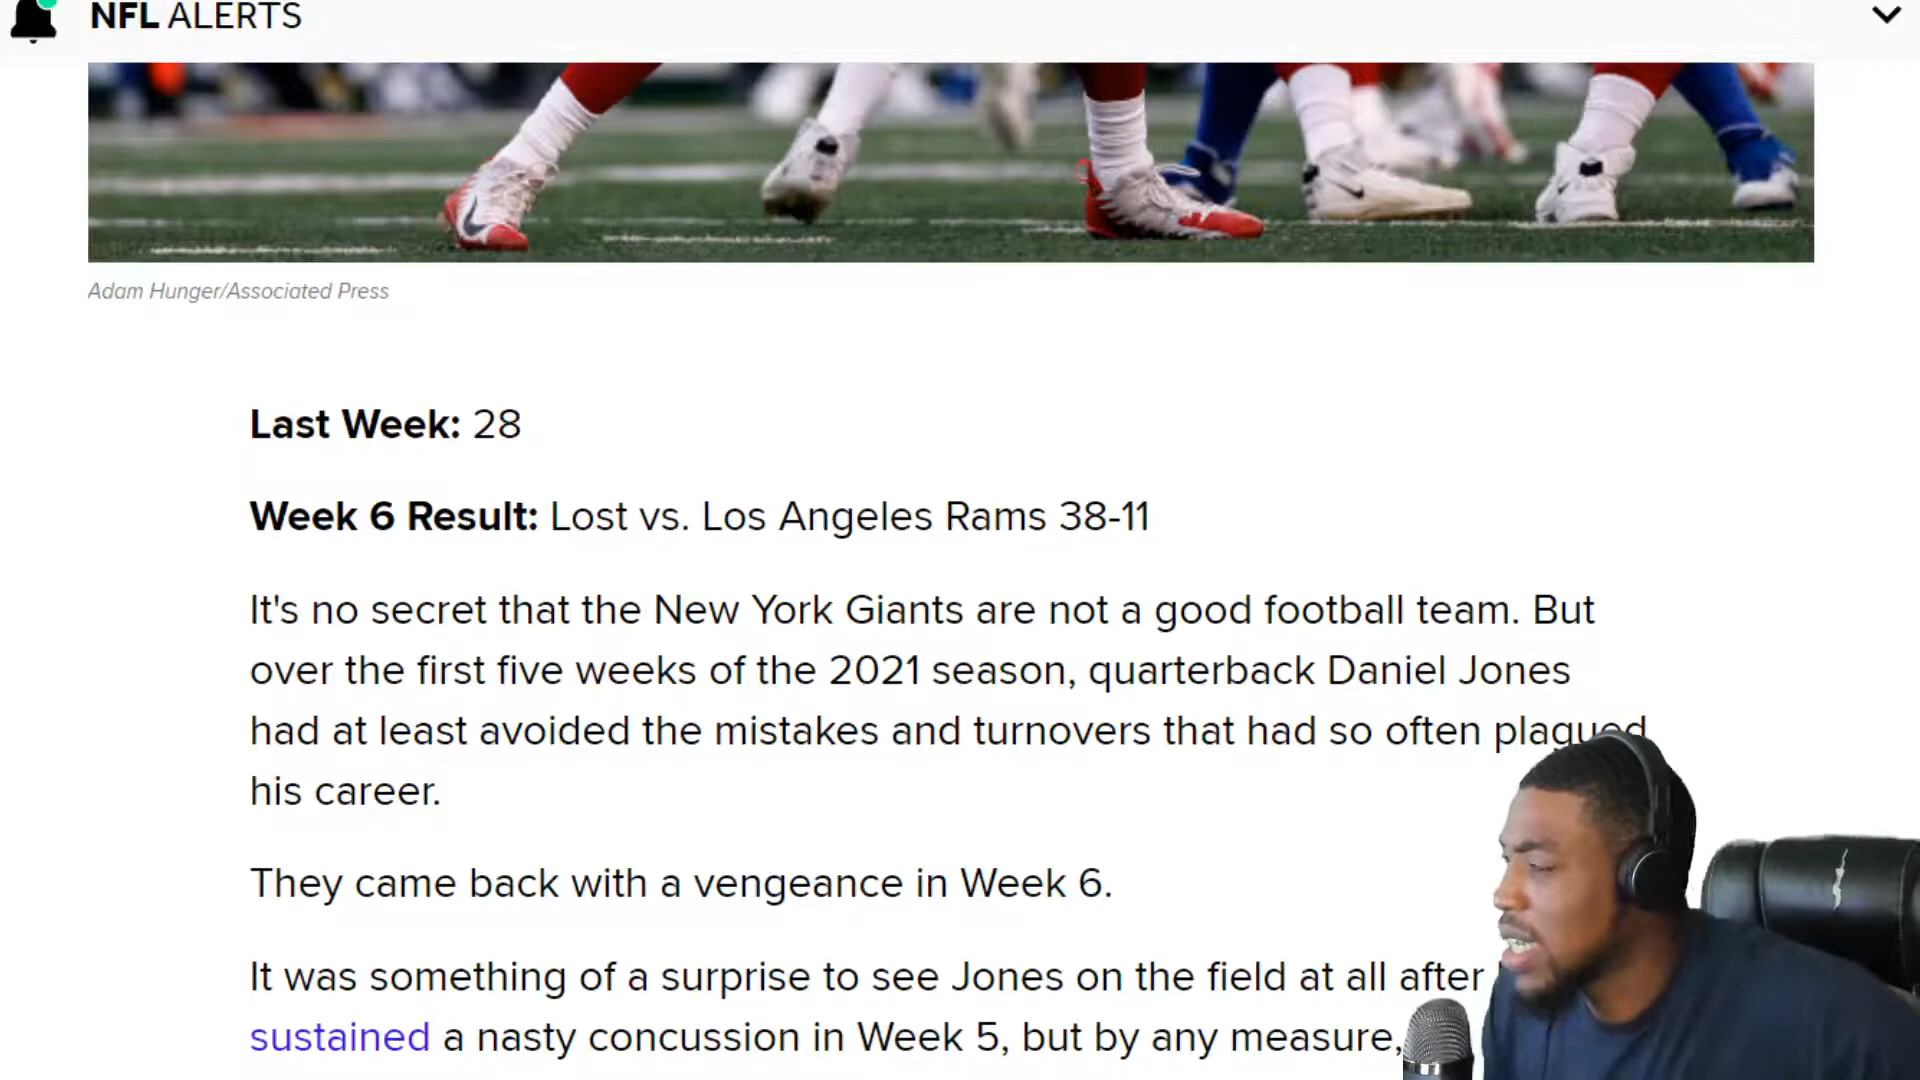 NFL ALERTS
Adam Hunger/Associated Press
Last Week: 28
Week 6 Result: Lost vs. Los Angeles Rams 38-11
It's no secret that the New York Giants are not a good football team. But
over the first five weeks of the 2021 season, quarterback Daniel Jones
had at least avoided the mistakes and turnovers that had so often plagued
his career.
They came back with a vengeance in Week 6.
It was something of a surprise to see Jones on the field at all after
sustained a nasty concussion in Week 5, but by any measure,